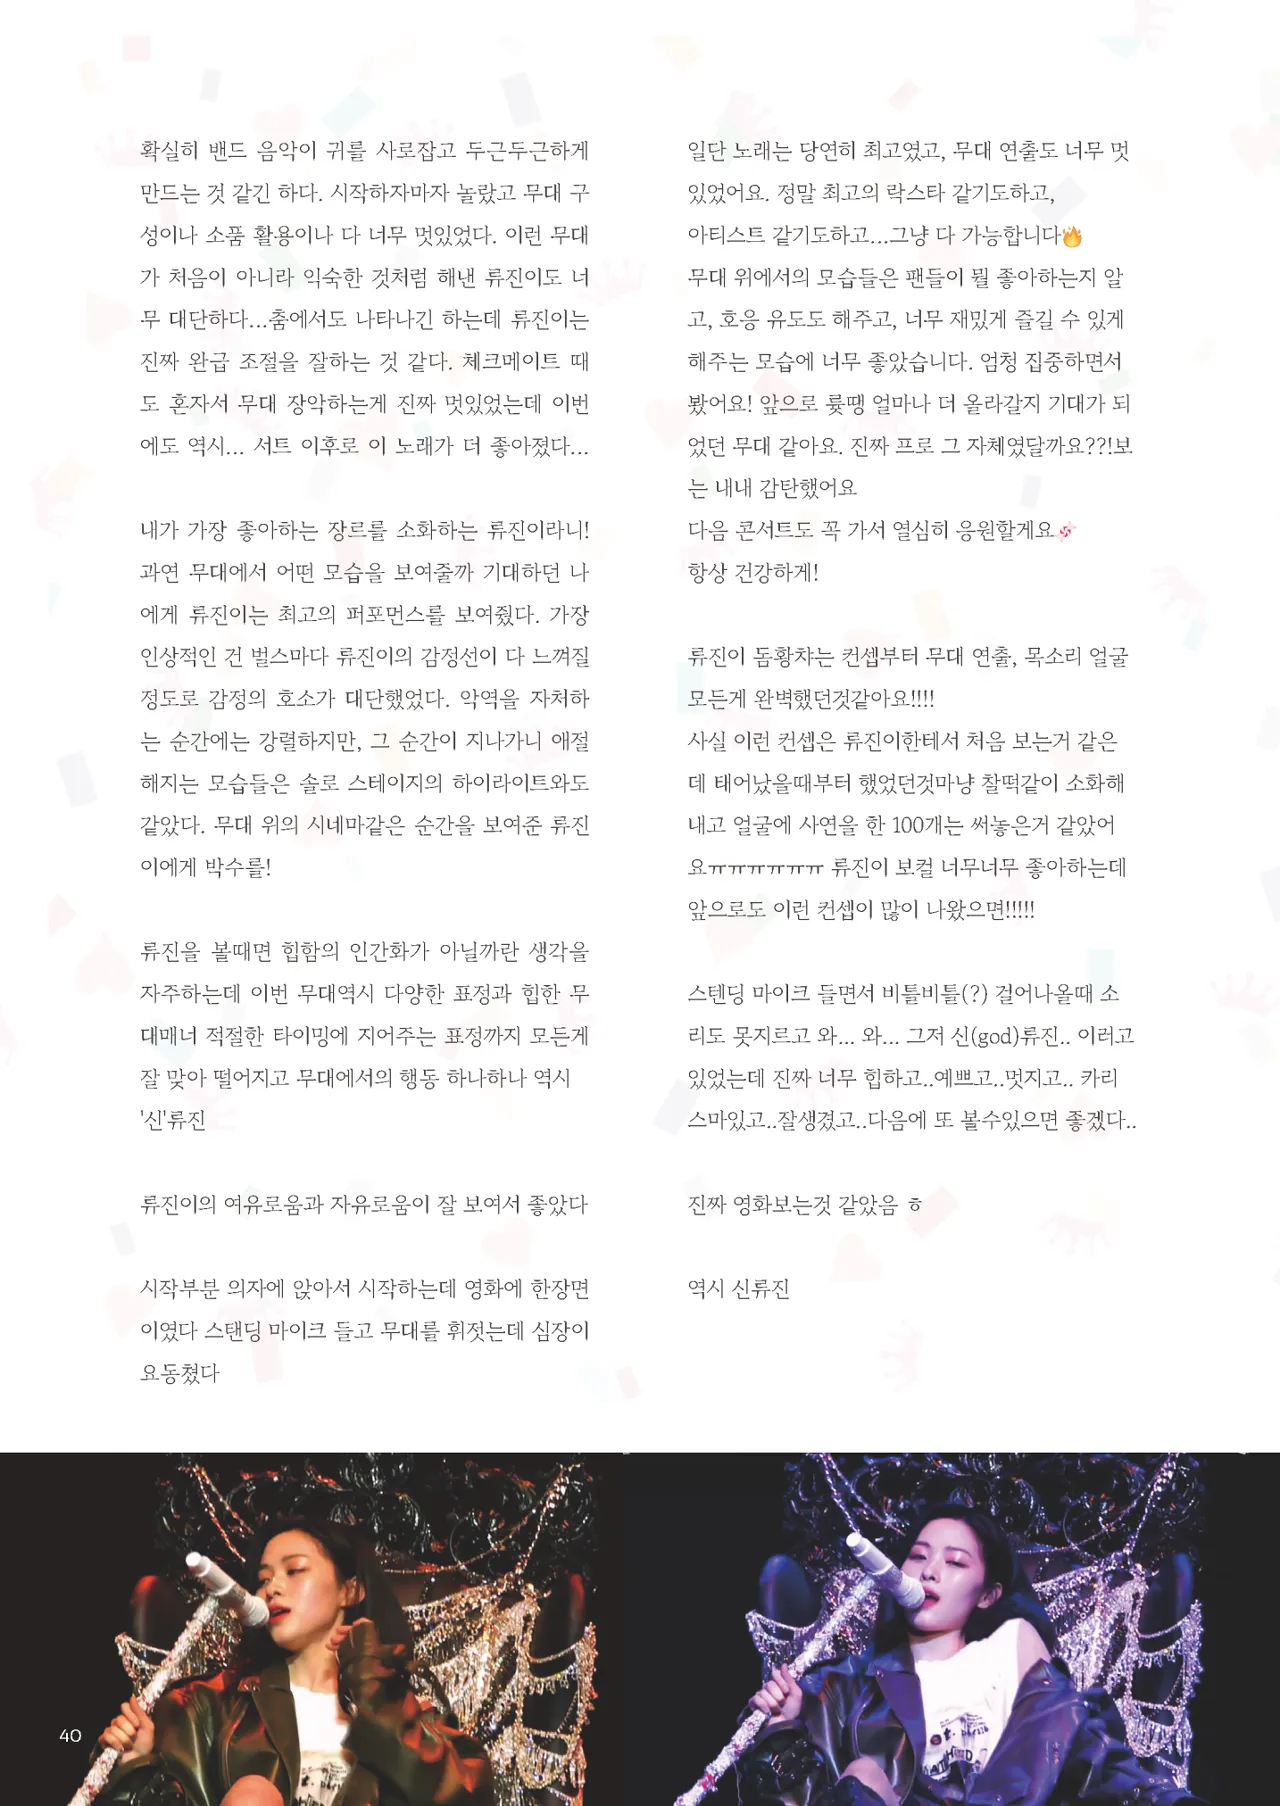 확실히 밴드 음악이 귀를 사로잡고 두근두근하게
만드는 것 같긴 하다. 시작하자마자 놀랐고 무대 구
성이나 소품 활용이나 다 너무 멋있었다. 이런 무대
가 처음이 아니라 익숙한 것처럼 해낸 류진이도 너
무 대단하다...춤에서도 나타나긴 하는데 류진이는
진짜 완급 조절을 잘하는 것 같다. 체크메이트 때
도 혼자서 무대 장악하는게 진짜 멋있었는데 이번
에도 역시... 서트 이후로 이 노래가 더 좋아졌다...
내가 가장 좋아하는 장르를 소화하는 류진이라니!
과연 무대에서 어떤 모습을 보여줄까 기대하던 나
에게 류진이는 최고의 퍼포먼스를 보여줬다. 가장
인상적인 건 벌스마다 류진이의 감정선이 다 느껴질
정도로 감정의 호소가 대단했었다. 악역을 자처하
는 순간에는 강렬하지만, 그 순간이 지나가니 애절
해지는 모습들은 솔로 스테이지의 하이라이트와도
같았다. 무대 위의 시네마같은 순간을 보여준 류진
이에게 박수를!
류진을 볼때면 힙함의 인간화가 아닐까란 생각을
자주하는데 이번 무대역시 다양한 표정과 힙한 무
대매너 적절한 타이밍에 지어주는 표정까지 모든게
잘 맞아 떨어지고 무대에서의 행동 하나하나 역시
'신'류진
류진이의 여유로움과 자유로움이 잘 보여서 좋았다
시작부분 의자에 앉아서 시작하는데 영화에 한장면
이였다 스탠딩 마이크 들고 무대를 휘젓는데 심장이
요동쳤다
일단 노래는 당연히 최고였고, 무대 연출도 너무 멋
있었어요. 정말 최고의 락스타 같기도하고,
아티스트 같기도하고...그냥 다 가능합니다🔥
무대 위에서의 모습들은 팬들이 뭘 좋아하는지 알
고, 호응 유도도 해주고, 너무 재밌게 즐길 수 있게
해주는 모습에 너무 좋았습니다. 엄청 집중하면서
봤어요! 앞으로 륮땡 얼마나 더 올라갈지 기대가 되
었던 무대 같아요. 진짜 프로 그 자체였달까요??!보
는 내내 감탄했어요
다음 콘서트도 꼭 가서 열심히 응원할게요
항상 건강하게!
류진이 돔황챠는 컨셉부터 무대 연출, 목소리 얼굴
모든게 완벽했던것같아요!!!!
사실 이런 컨셉은 류진이한테서 처음 보는거 같은
데 태어났을때부터 했었던것마냥 찰떡같이 소화해
내고 얼굴에 사연을 한 100개는 써놓은거 같았어
요ㅠㅠㅠㅠㅠㅠ 류진이 보컬 너무너무 좋아하는데
앞으로도 이런 컨셉이 많이 나왔으면!!!!!
스텐딩 마이크 들면서 비틀비틀(?) 걸어나올때 소
리도 못지르고 와... 와... 그저 신(god)류진.. 이러고
있었는데 진짜 너무 힙하고..예쁘고..멋지고.. 카리
스마있고..잘생겼고..다음에 또 볼수있으면 좋겠다..
진짜 영화보는것 같았음 ㅎ
역시 신류진
40